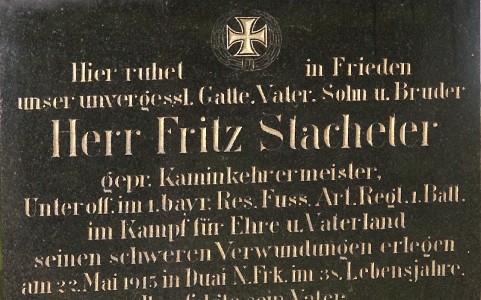 Hier ruhet in Frieden
unser unvergessl. Gatte, Vater, Sohn u. Bruder
Herr Fritz Stacheter
gepr. Kaminkehrermeister,
Unteroff. im 1. bayr. Res. Fuss. Art. Regt. 1. Batt.
im Kampf für Ehre u. Vaterland
seinen schweren Verwundungen erlegen
am 22. Mai 1915 in Duai N.Frk. im 38. Lebensjahre.
sein Vater